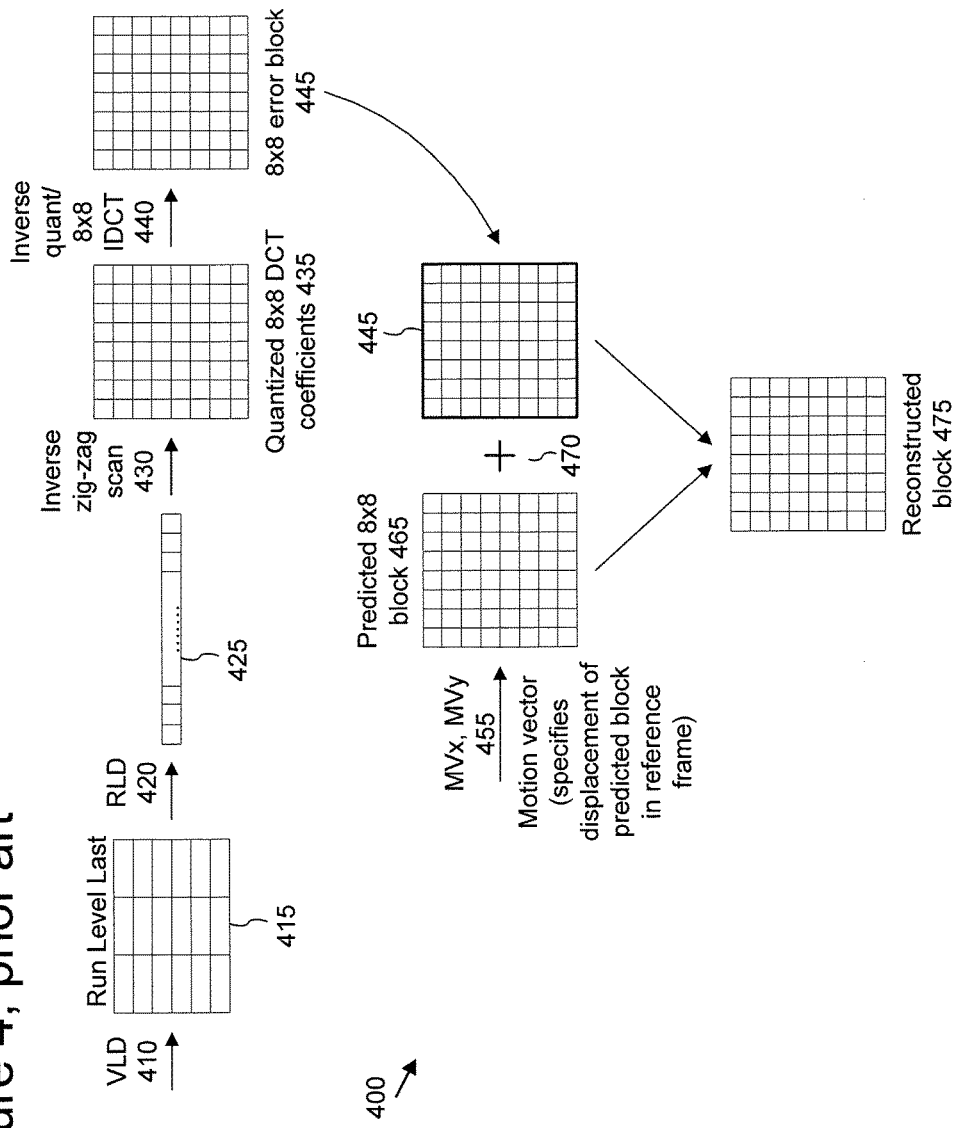 ure 4, prior art
VLD
410
Run Level Last
415
RLD
420
425
Inverse
zig-zag
scan
430
Quantized 8x8 DCT
coefficients 435
Inverse
quant/
8x8
IDCT
440
8x8 error block
445
400
MVx, MVy
455
Motion vector
(specifies
displacement of
predicted block
in reference
frame)
Predicted 8x8
block 465
+
470
445
Reconstructed
block 475